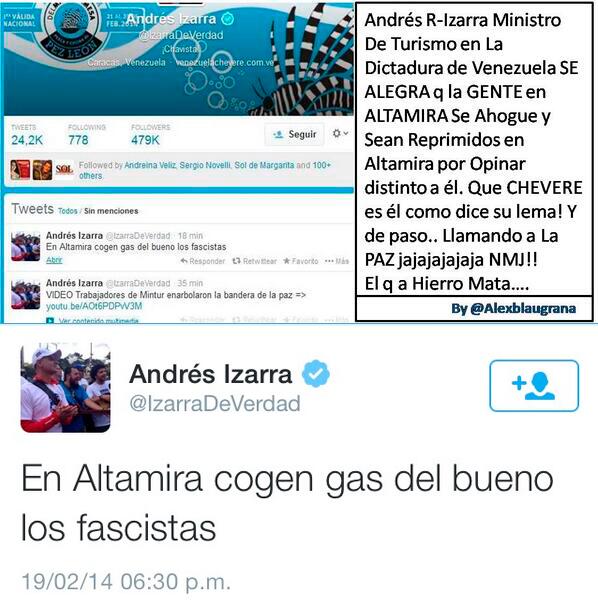 1ra VÁLIDA
NACIONAL
21 AL
FEB. 2014
PEZ LEÓN
Andrés Izarra
@IzarraDeVerdad
¡Chavista!
Caracas, Venezuela · venezuelachevere.com.ve
TWEETS
24,2K
FOLLOWING
778
FOLLOWERS
479K
Seguir
SOL
Followed by Andreina Veliz, Sergio Novelli, Sol de Margarita and 100+
others.
Tweets Todos / Sin menciones
Andrés Izarra @IzarraDeVerdad · 18 min
En Altamira cogen gas del bueno los fascistas
Abrir
Responder Retwittear Favorito Más
Andrés Izarra @IzarraDeVerdad · 35 min
VIDEO Trabajadores de Mintur enarbolaron la bandera de la paz =>
youtu.be/AOt6PDPvV3M
Ver contenido multimedia
Responder Retwittear Favorito Más
Andrés R-Izarra Ministro
De Turismo en La
Dictadura de Venezuela SE
ALEGRA q la GENTE en
ALTAMIRA Se Ahogue y
Sean Reprimidos en
Altamira por Opinar
distinto a él. Que CHEVERE
es él como dice su lema! Y
de paso.. Llamando a La
PAZ jajajajajaja NMJ!!
El q a Hierro Mata....
By @Alexblaugrana
Andrés Izarra
@IzarraDeVerdad
En Altamira cogen gas del bueno
los fascistas
19/02/14 06:30 p.m.